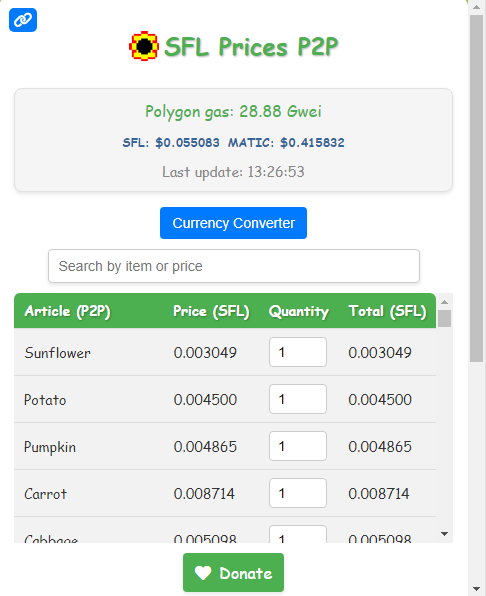 SFL Prices P2P
Polygon gas: 28.88 Gwei
SFL: $0.055083 MATIC: $0.415832
Last update: 13:26:53
Currency Converter
Search by item or price
Article (P2P) Price (SFL) Quantity Total (SFL)
Sunflower 0.003049 1 0.003049
Potato 0.004500 1 0.004500
Pumpkin 0.004865 1 0.004865
Carrot 0.008714 1 0.008714
Cabbage 0.005098 1 0.005098
Donate